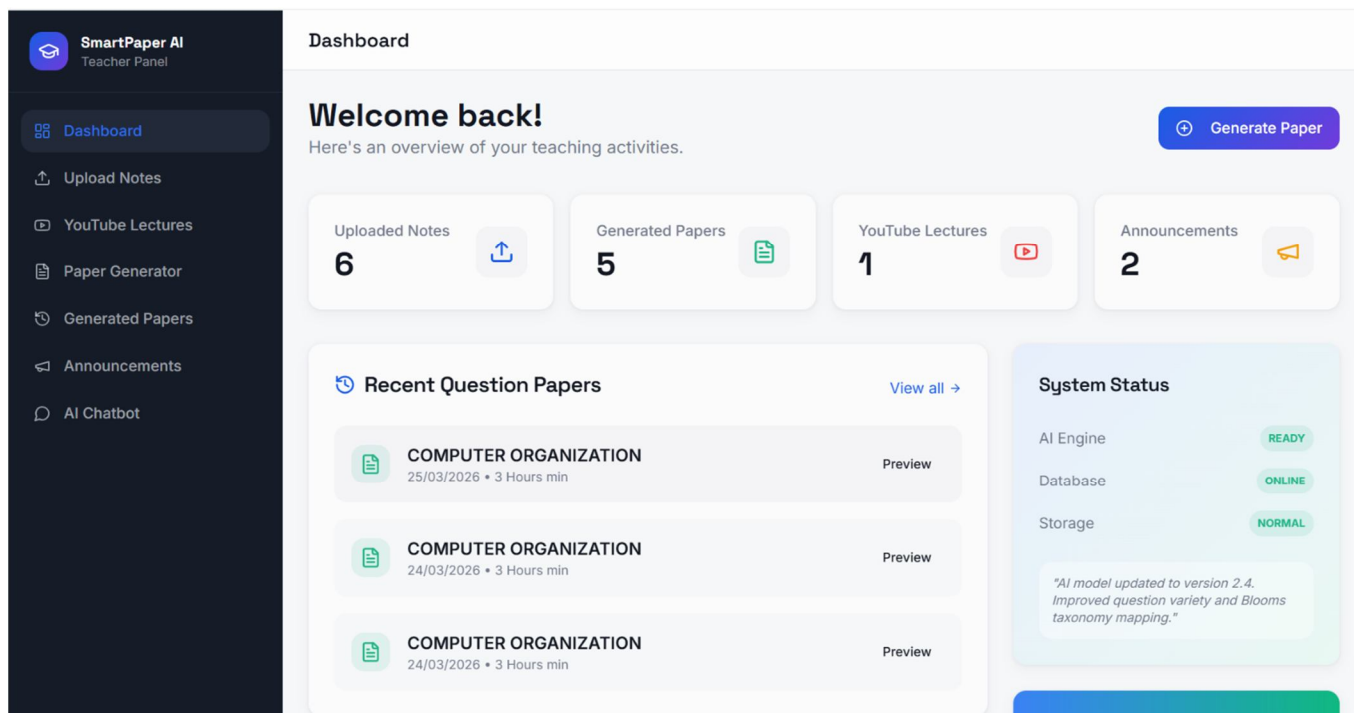 SmartPaper AI
Teacher Panel
Dashboard
Upload Notes
YouTube Lectures
Paper Generator
Generated Papers
Announcements
AI Chatbot
Dashboard
Welcome back!
Here's an overview of your teaching activities.
Generate Paper
Uploaded Notes
6
Generated Papers
5
YouTube Lectures
1
Announcements
2
Recent Question Papers
View all →
COMPUTER ORGANIZATION
25/03/2026 • 3 Hours min
Preview
COMPUTER ORGANIZATION
24/03/2026 • 3 Hours min
Preview
COMPUTER ORGANIZATION
24/03/2026 • 3 Hours min
Preview
System Status
AI Engine
READY
Database
ONLINE
Storage
NORMAL
"AI model updated to version 2.4.
Improved question variety and Blooms
taxonomy mapping."